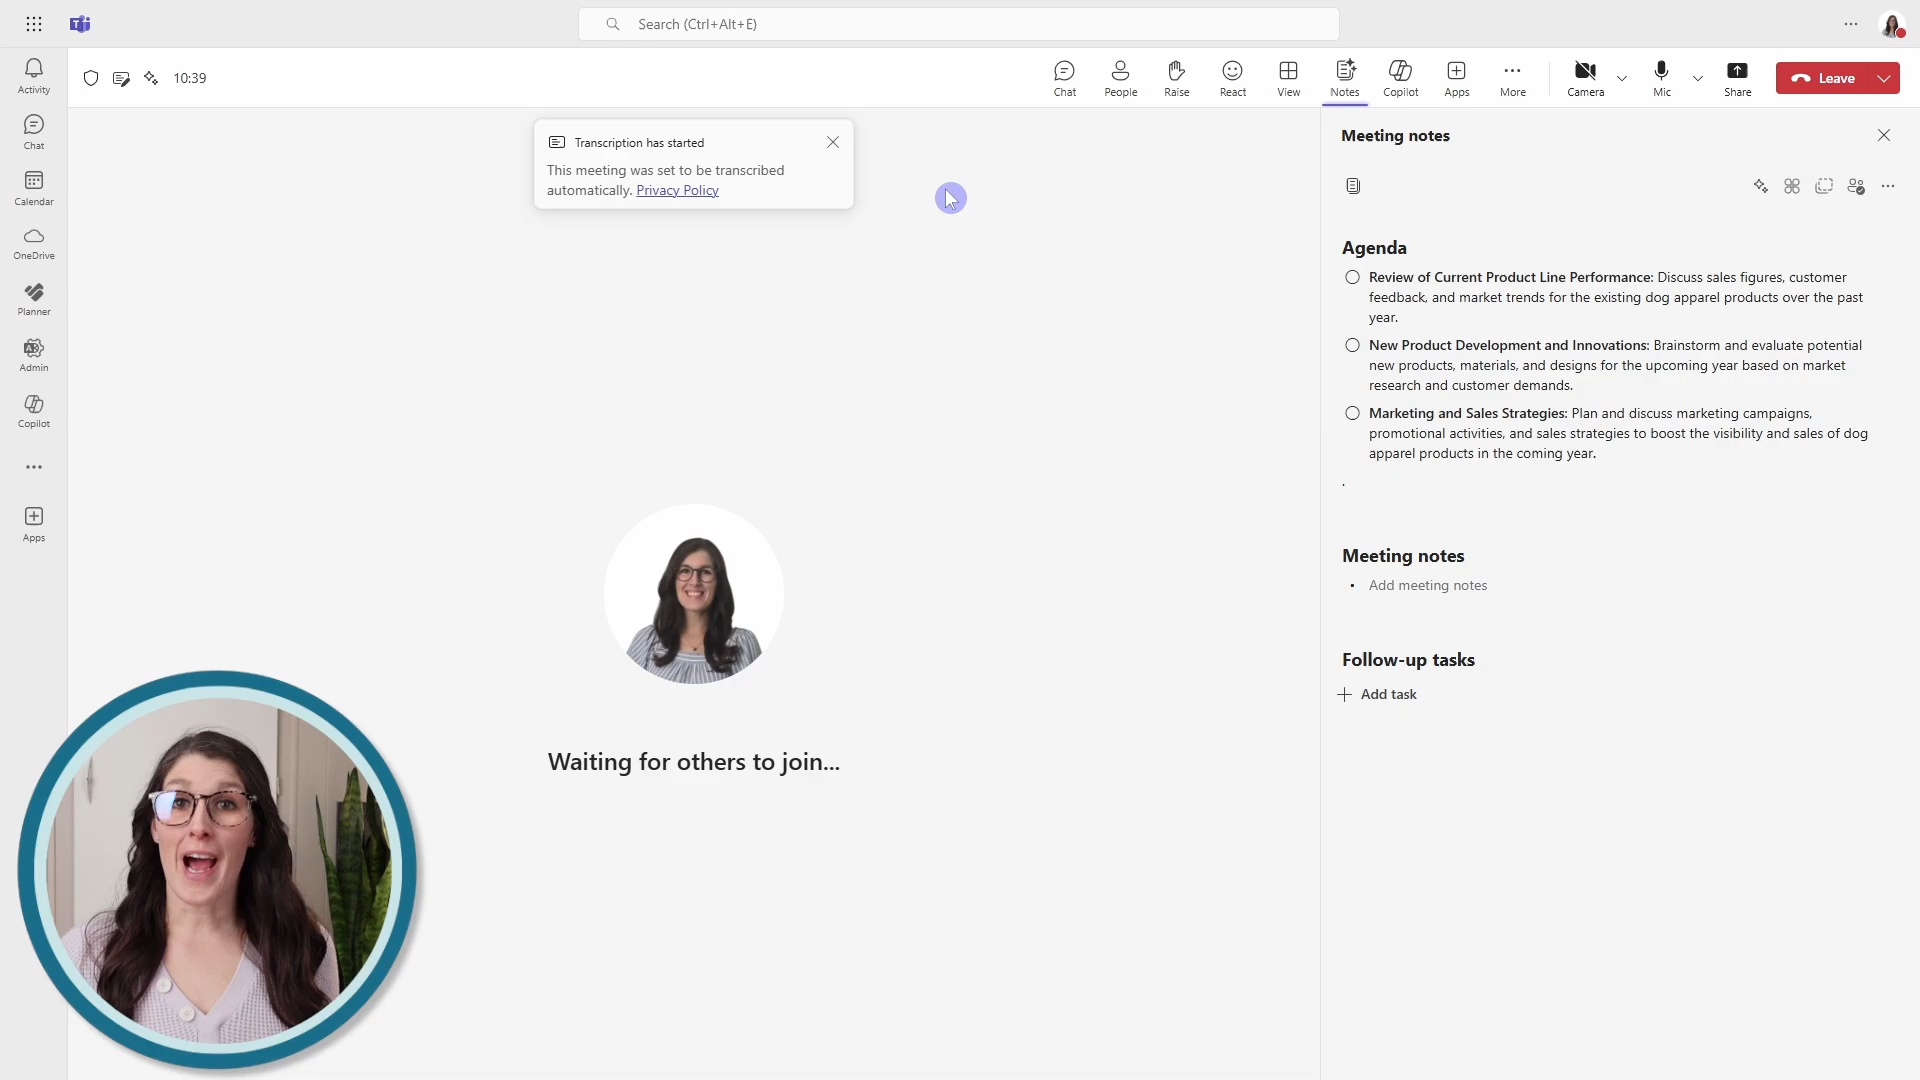 Search (Ctrl+Alt+E)
10:39
Chat
People
Raise
React
View
Notes
Copilot
Apps
More
Camera
Mic
Share
Leave
Activity
Chat
Calendar
OneDrive
Planner
Admin
Copilot
Apps
Transcription has started
This meeting was set to be transcribed
automatically. Privacy Policy
Waiting for others to join...
Meeting notes
Agenda
Review of Current Product Line Performance: Discuss sales figures, customer
feedback, and market trends for the existing dog apparel products over the past
year.
New Product Development and Innovations: Brainstorm and evaluate potential
new products, materials, and designs for the upcoming year based on market
research and customer demands.
Marketing and Sales Strategies: Plan and discuss marketing campaigns,
promotional activities, and sales strategies to boost the visibility and sales of dog
apparel products in the coming year.
.
Meeting notes
• Add meeting notes
Follow-up tasks
Add task